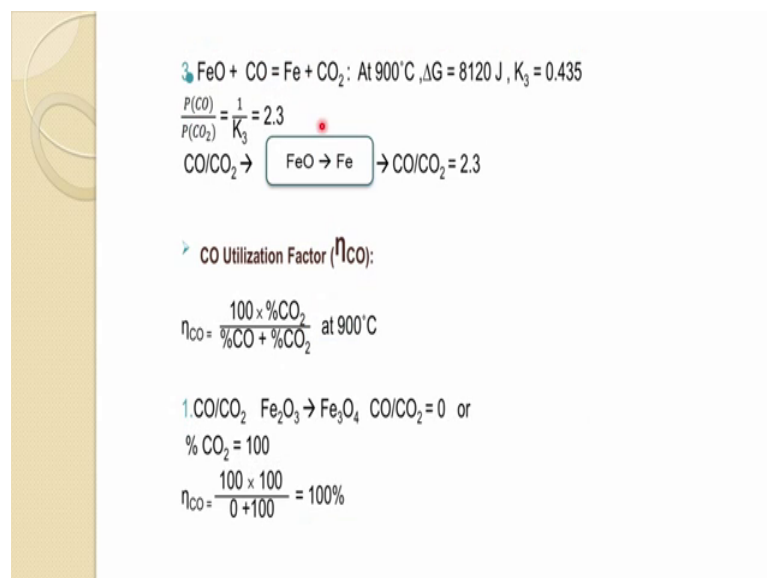 3. FeO + CO = Fe + CO₂ : At 900˚C ,∆G = 8120 J , K₃ = 0.435
P(CO)/P(CO₂) = 1/K₃ = 2.3
CO/CO₂ → FeO → Fe → CO/CO₂ = 2.3
CO Utilization Factor (ηCO):
ηCO = 100 × %CO₂ / %CO + %CO₂ at 900˚C
1.CO/CO₂ Fe₂O₃ → Fe₃O₄ CO/CO₂ = 0 or
% CO₂ = 100
ηCO = 100 × 100 / 0 +100 = 100%